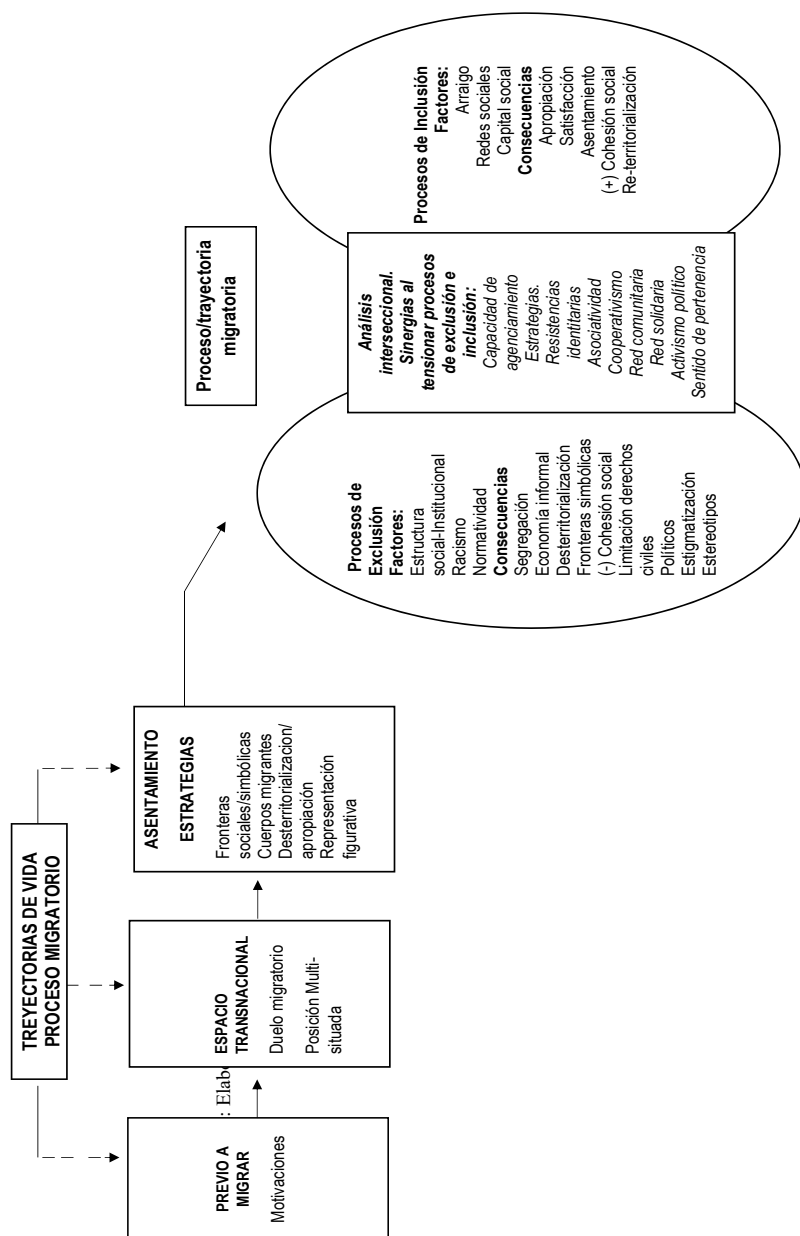 TREYECTORIAS DE VIDA
PROCESO MIGRATORIO
PREVIO A
MIGRAR
Motivaciones
: Elabo
ESPACIO
TRANSNACIONAL
Duelo migratorio
Posición Multi-
situada
ASENTAMIENTO
ESTRATEGIAS
Fronteras
sociales/simbólicas
Cuerpos migrantes
Desterritorializacion/
apropiación
Representación
figurativa
Proceso/trayectoria
migratoria
Procesos de
Exclusión
Factores:
Estructura
social-Institucional
Racismo
Normatividad
Consecuencias
Segregación
Economía informal
Desterritorialización
Fronteras simbólicas
(-) Cohesión social
Limitación derechos
civiles
Políticos
Estigmatización
Estereotipos
Análisis
interseccional.
Sinergias al
tensionar procesos
de exclusión e
inclusión:
Capacidad de
agenciamiento
Estrategias.
Resistencias
identitarias
Asociatividad
Cooperativismo
Red comunitaria
Red solidaria
Activismo político
Sentido de pertenencia
Procesos de Inclusión
Factores:
Arraigo
Redes sociales
Capital social
Consecuencias
Apropiación
Satisfacción
Asentamiento
(+) Cohesión social
Re-territorialización